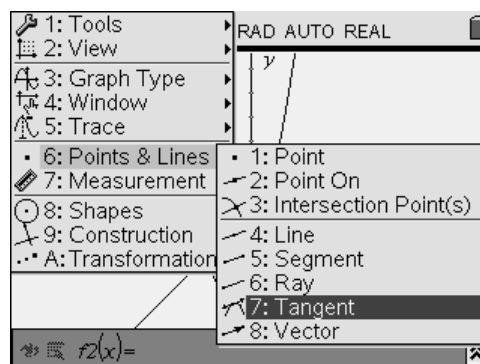 1: Tools
2: View
3: Graph Type
4: Window
5: Trace
6: Points & Lines
7: Measurement
8: Shapes
9: Construction
A: Transformation
RAD AUTO REAL
y
1: Point
2: Point On
3: Intersection Point(s)
4: Line
5: Segment
6: Ray
7: Tangent
8: Vector
f2(x)=